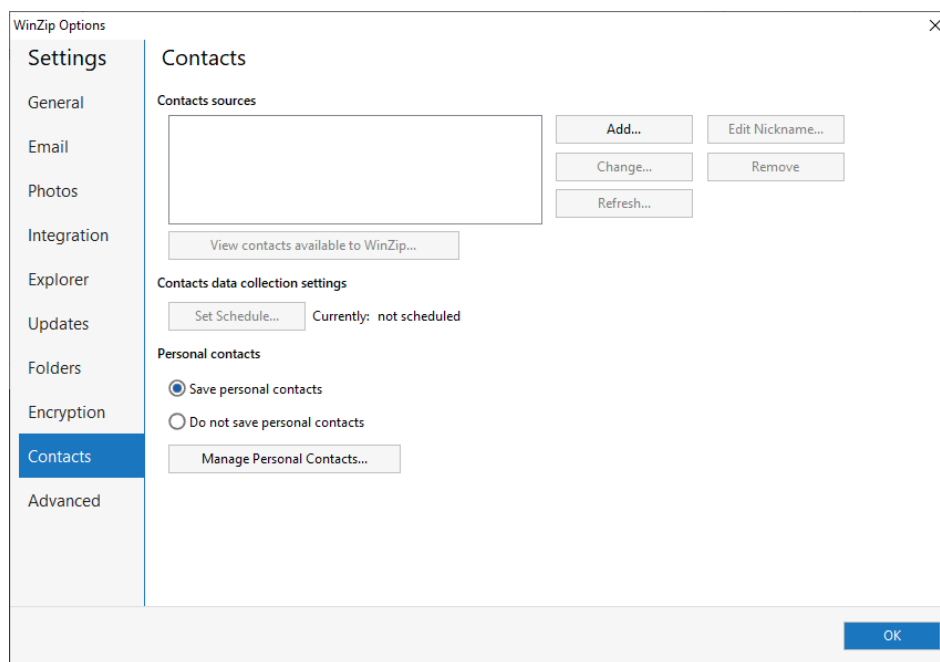 WinZip Options
Settings
General
Email
Photos
Integration
Explorer
Updates
Folders
Encryption
Contacts
Advanced
Contacts
Contacts sources
Add...
Edit Nickname...
Change...
Remove
Refresh...
View contacts available to WinZip...
Contacts data collection settings
Set Schedule...
Currently: not scheduled
Personal contacts
Save personal contacts
Do not save personal contacts
Manage Personal Contacts...
OK